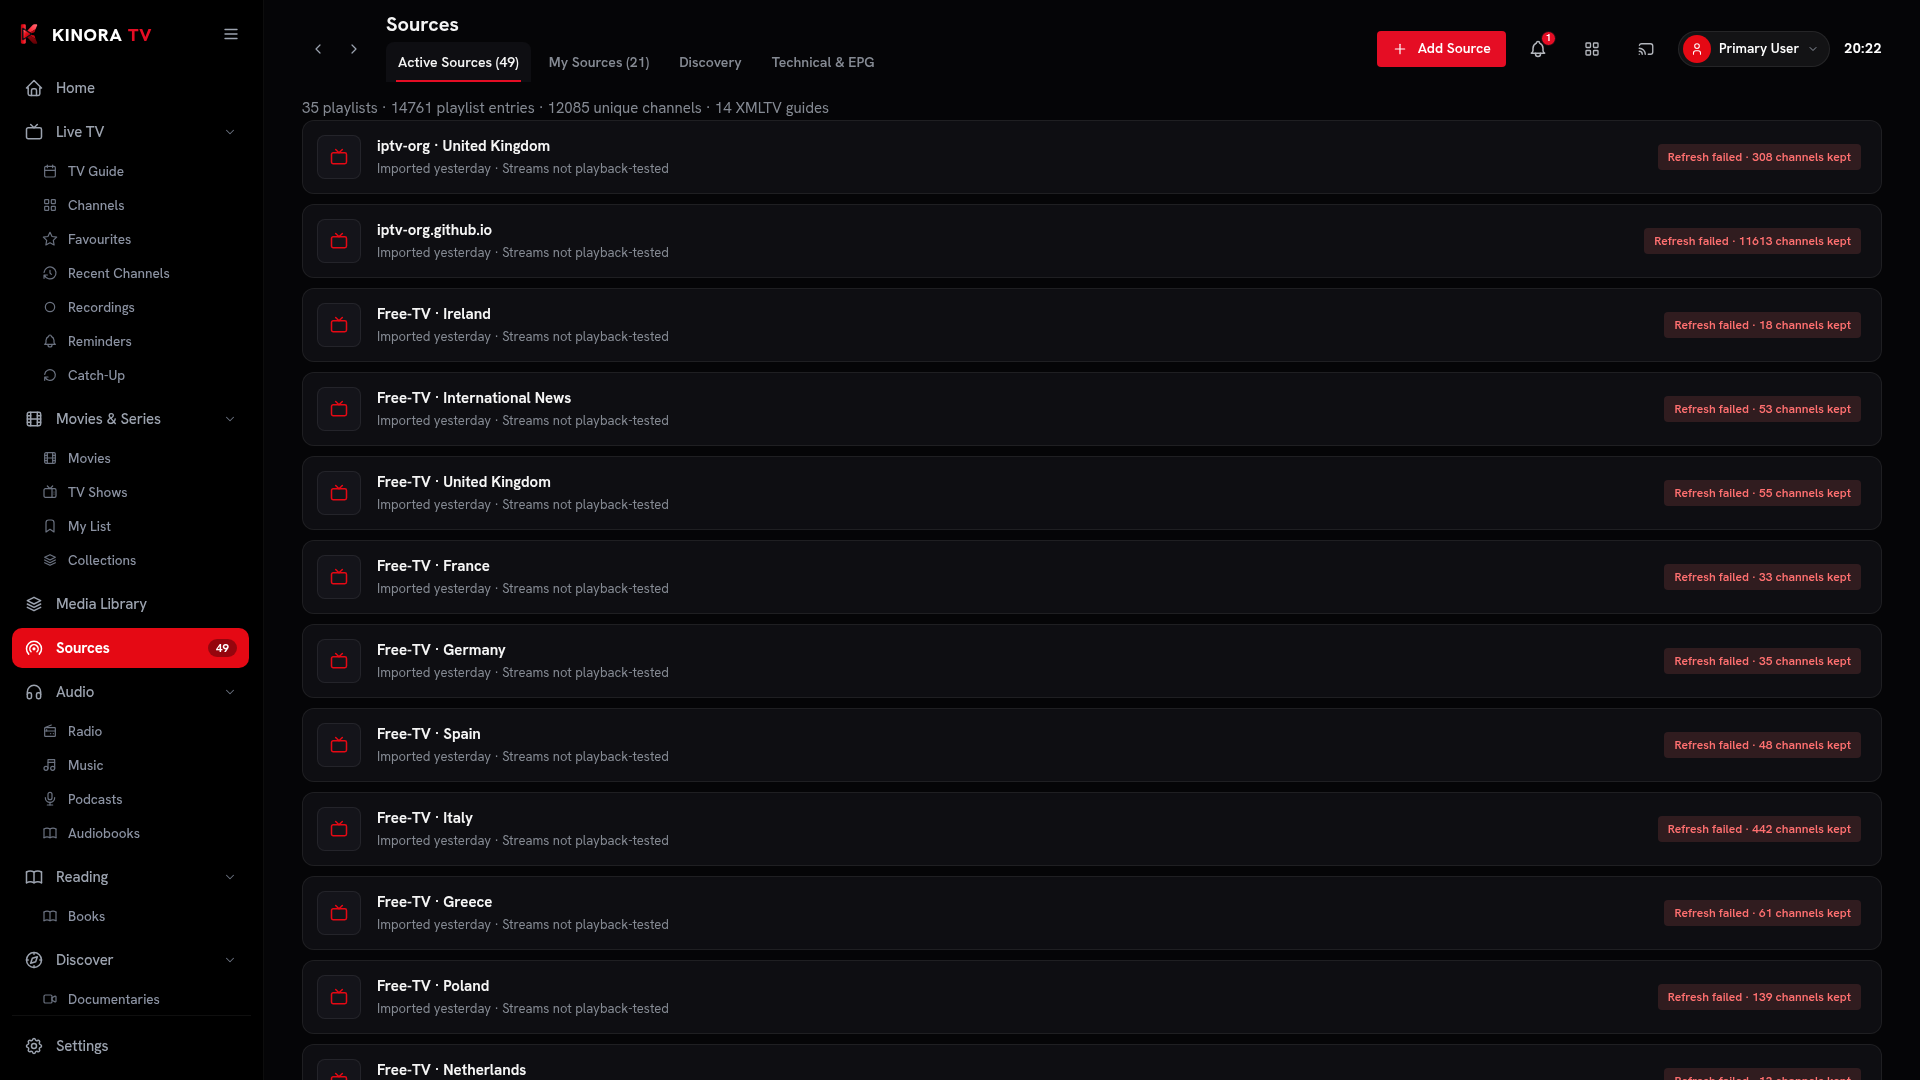 KINORA TV
Home
Live TV
TV Guide
Channels
Favourites
Recent Channels
Recordings
Reminders
Catch-Up
Movies & Series
Movies
TV Shows
My List
Collections
Media Library
Sources 49
Audio
Radio
Music
Podcasts
Audiobooks
Reading
Books
Discover
Documentaries
Settings
Sources
Active Sources (49) My Sources (21) Discovery Technical & EPG
+ Add Source 1 Primary User 20:22
35 playlists · 14761 playlist entries · 12085 unique channels · 14 XMLTV guides
iptv-org · United Kingdom
Imported yesterday · Streams not playback-tested
Refresh failed · 308 channels kept
iptv-org.github.io
Imported yesterday · Streams not playback-tested
Refresh failed · 11613 channels kept
Free-TV · Ireland
Imported yesterday · Streams not playback-tested
Refresh failed · 18 channels kept
Free-TV · International News
Imported yesterday · Streams not playback-tested
Refresh failed · 53 channels kept
Free-TV · United Kingdom
Imported yesterday · Streams not playback-tested
Refresh failed · 55 channels kept
Free-TV · France
Imported yesterday · Streams not playback-tested
Refresh failed · 33 channels kept
Free-TV · Germany
Imported yesterday · Streams not playback-tested
Refresh failed · 35 channels kept
Free-TV · Spain
Imported yesterday · Streams not playback-tested
Refresh failed · 48 channels kept
Free-TV · Italy
Imported yesterday · Streams not playback-tested
Refresh failed · 442 channels kept
Free-TV · Greece
Imported yesterday · Streams not playback-tested
Refresh failed · 61 channels kept
Free-TV · Poland
Imported yesterday · Streams not playback-tested
Refresh failed · 139 channels kept
Free-TV · Netherlands